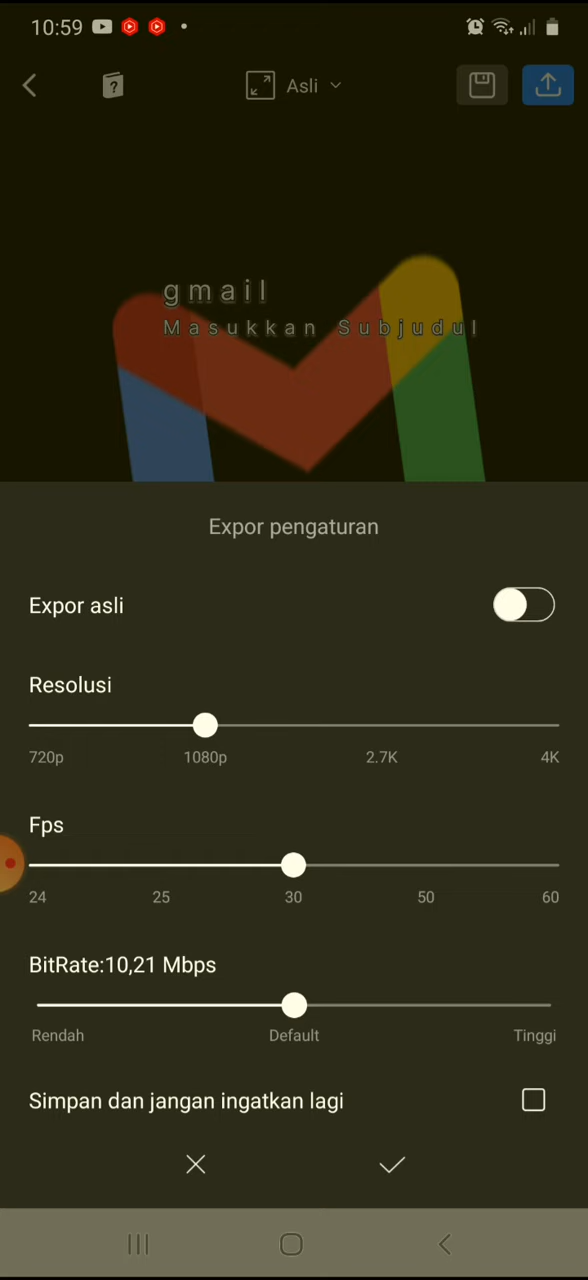 10:59
Asli
gmail
Masukkan Subjudul
Expor pengaturan
Expor asli
Resolusi
720p 1080p 2.7K 4K
Fps
24 25 30 50 60
BitRate:10,21 Mbps
Rendah Default Tinggi
Simpan dan jangan ingatkan lagi